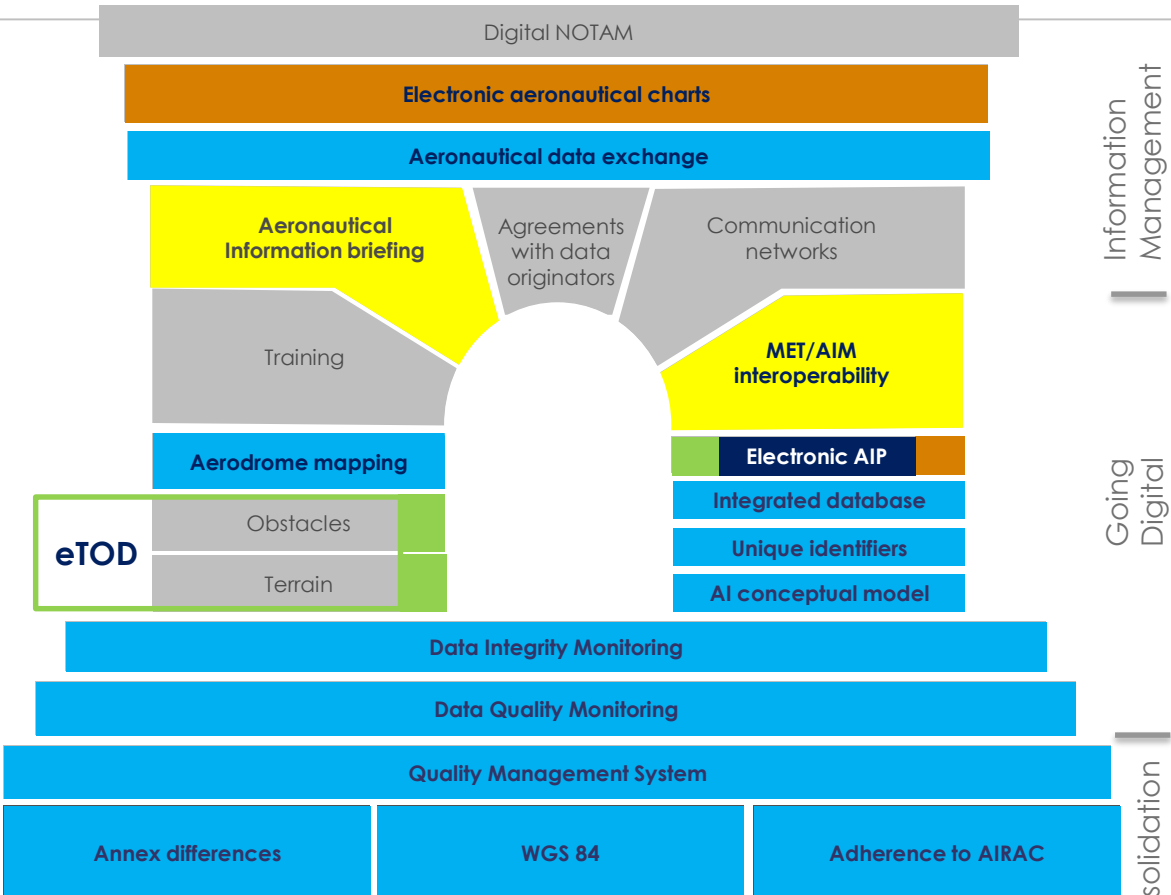 Digital NOTAM
Electronic aeronautical charts
Aeronautical data exchange
Aeronautical
Information briefing
Agreements
with data
originators
Communication
networks
Training
MET/AIM
interoperability
Aerodrome mapping
Electronic AIP
eTOD
Obstacles
Terrain
Integrated database
Unique identifiers
AI conceptual model
Data Integrity Monitoring
Data Quality Monitoring
Quality Management System
Annex differences
WGS 84
Adherence to AIRAC
Information
Management
Going
Digital
solidation